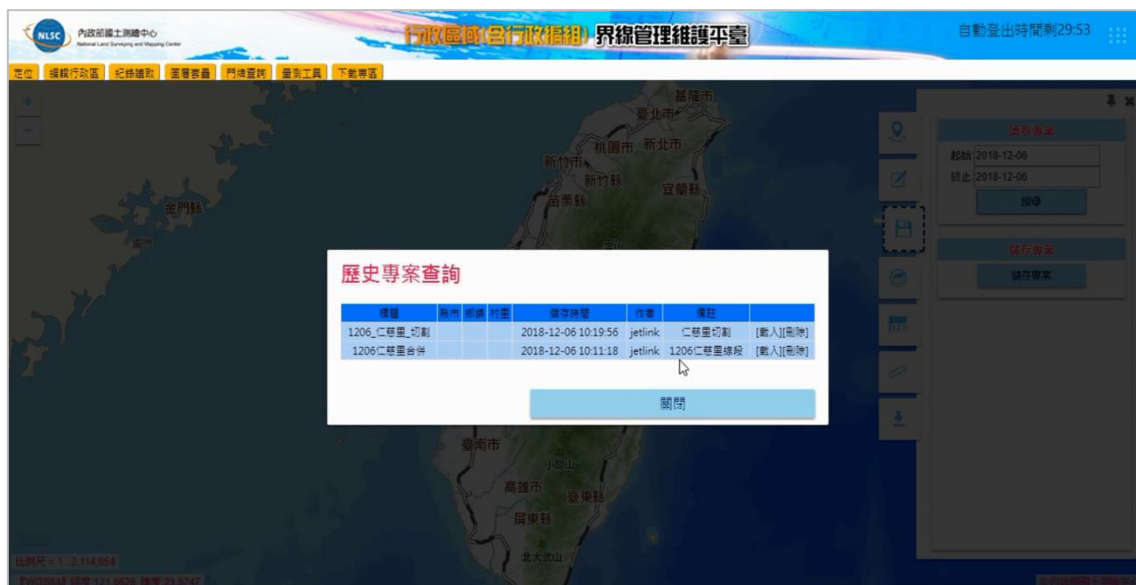 NLSC
內政部國土測繪中心
National Land Surveying and Mapping Center
行政區域(含行政橋組) 界線管理維護平臺
自動登出時間剩29:53
定位 編輯行政區 紀錄讀取 圖層套疊 門牌查詢 量測工具 下載專區
+
-
基隆市
臺北市
桃園市 新北市
新竹市
新竹縣
宜蘭縣
苗栗縣
金門縣
讀取專案
起始 2018-12-06
終止 2018-12-06
搜尋
儲存專案
儲存專案
歷史專案查詢
標題 縣市 鄉鎮 村里 儲存時間 作者 備註
1206_仁慈里_切割 2018-12-06 10:19:56 jetlink 仁慈里切割 [載入][刪除]
1206仁慈里合併 2018-12-06 10:11:18 jetlink 1206仁慈里線段 [載入][刪除]
關閉
臺南市
高雄市
臺東縣
屏東縣
北大武山
比例尺 = 1 : 2,114,654